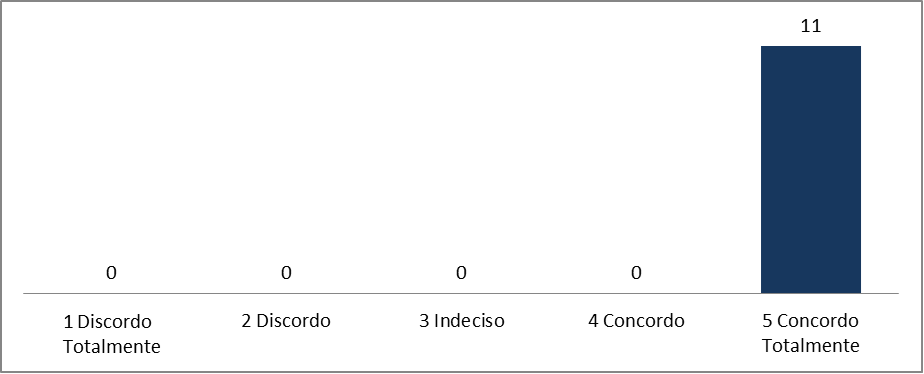 11
0
0
0
0
1 Discordo
Totalmente
2 Discordo
3 Indeciso
4 Concordo
5 Concordo
Totalmente